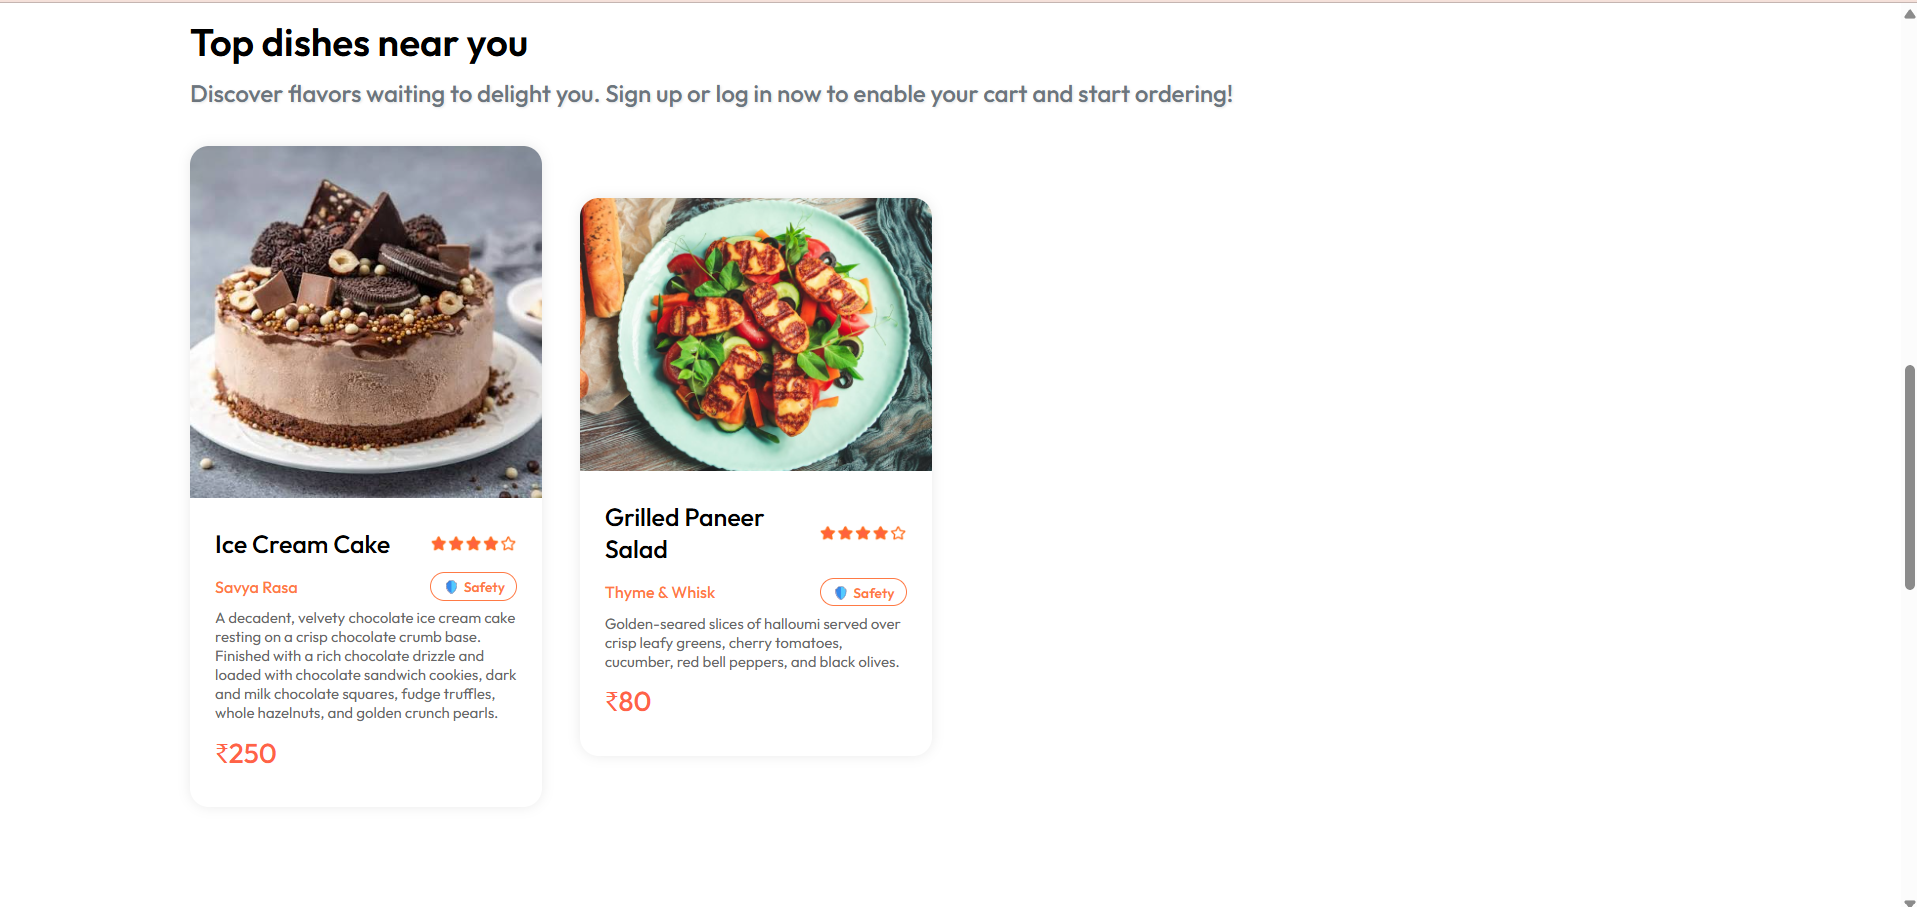 Top dishes near you
Discover flavors waiting to delight you. Sign up or log in now to enable your cart and start ordering!
Ice Cream Cake
Savya Rasa
Safety
A decadent, velvety chocolate ice cream cake
resting on a crisp chocolate crumb base.
Finished with a rich chocolate drizzle and
loaded with chocolate sandwich cookies, dark
and milk chocolate squares, fudge truffles,
whole hazelnuts, and golden crunch pearls.
₹250
Grilled Paneer
Salad
Thyme & Whisk
Safety
Golden-seared slices of halloumi served over
crisp leafy greens, cherry tomatoes,
cucumber, red bell peppers, and black olives.
₹80